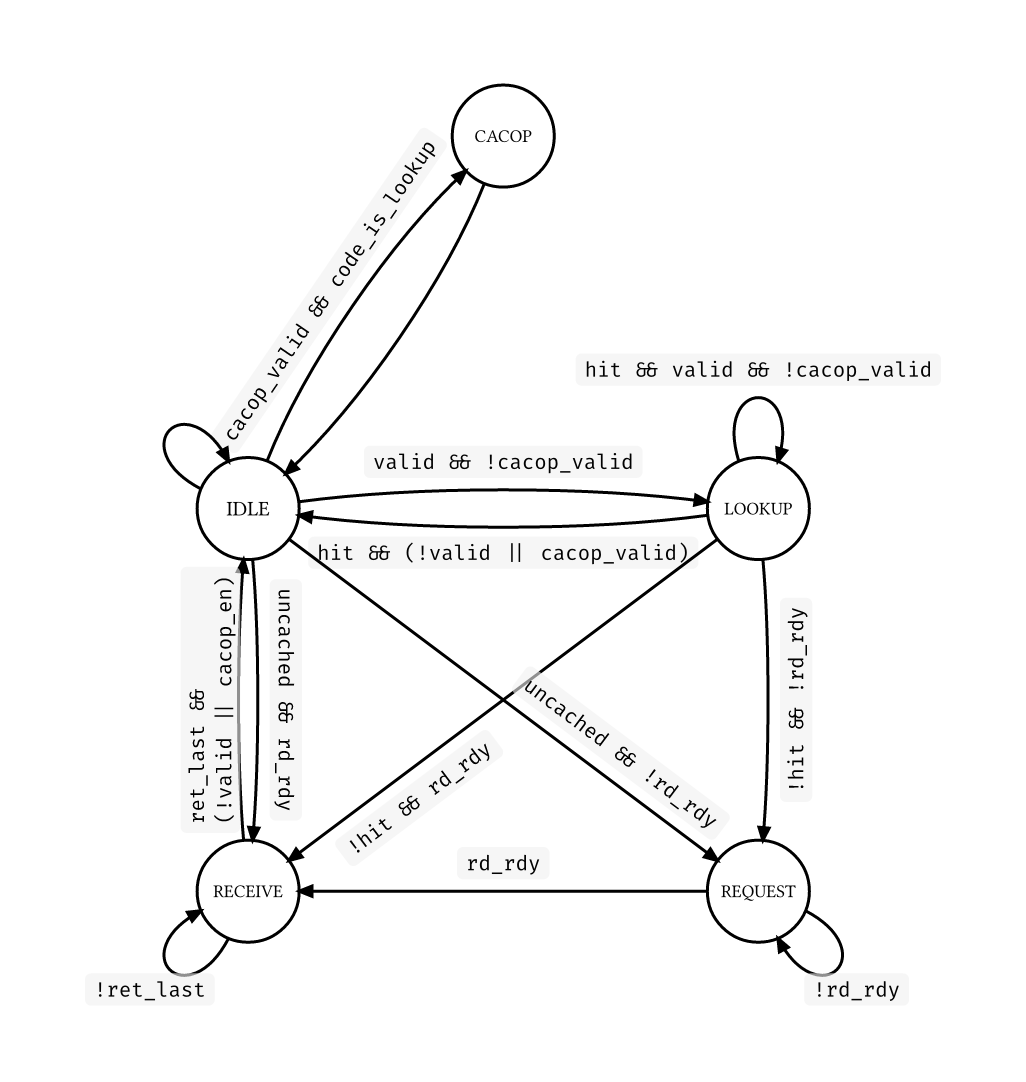 CACOP
cacop_valid && code_is_lookup
hit && valid && !cacop_valid
valid && !cacop_valid
IDLE
LOOKUP
hit && (!valid || cacop_valid)
ret_last &&
(!valid || cacop_en)
uncached && rd_rdy
!hit && !rd_rdy
uncached && !rd_rdy
!hit && rd_rdy
rd_rdy
RECEIVE
REQUEST
!ret_last
!rd_rdy